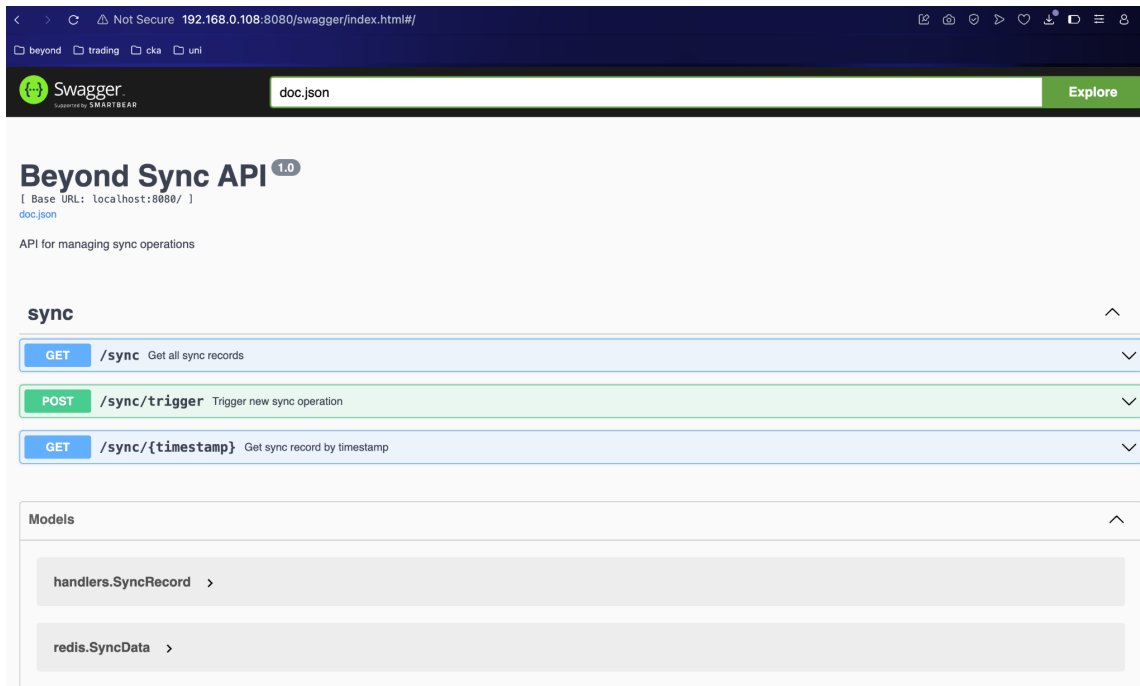 Not Secure 192.168.0.108:8080/swagger/index.html#/
beyond trading cka uni
{···} Swagger.
Supported by SMARTBEAR
doc.json Explore
Beyond Sync API 1.0
[ Base URL: localhost:8080/ ]
doc.json
API for managing sync operations
sync
GET /sync Get all sync records
POST /sync/trigger Trigger new sync operation
GET /sync/{timestamp} Get sync record by timestamp
Models
handlers.SyncRecord
redis.SyncData